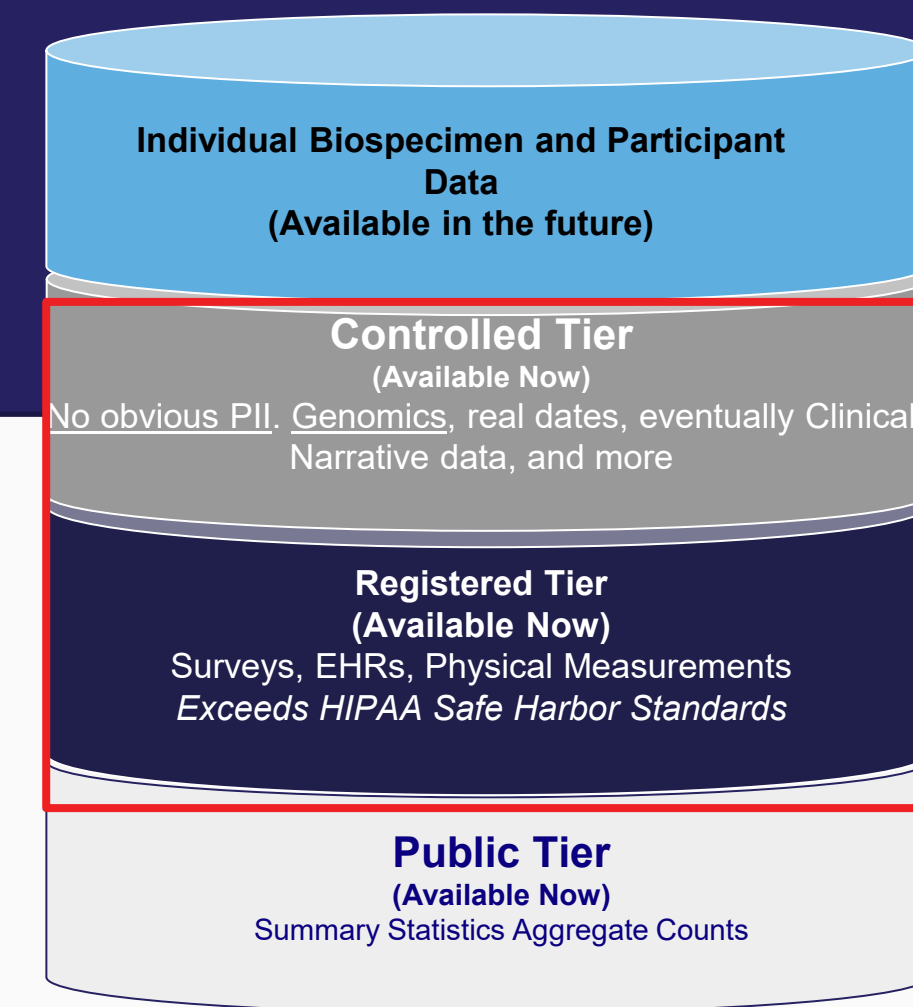 Individual Biospecimen and Participant
Data
(Available in the future)
Controlled Tier
(Available Now)
No obvious PII. Genomics, real dates, eventually Clinical
Narrative data, and more
Registered Tier
(Available Now)
Surveys, EHRs, Physical Measurements
Exceeds HIPAA Safe Harbor Standards
Public Tier
(Available Now)
Summary Statistics Aggregate Counts